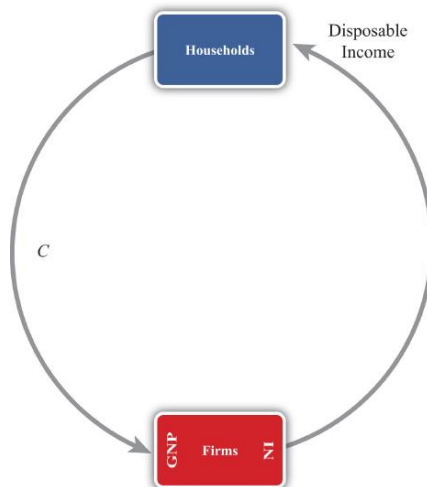 Households
Disposable
Income
C
GNP
Firms
NI